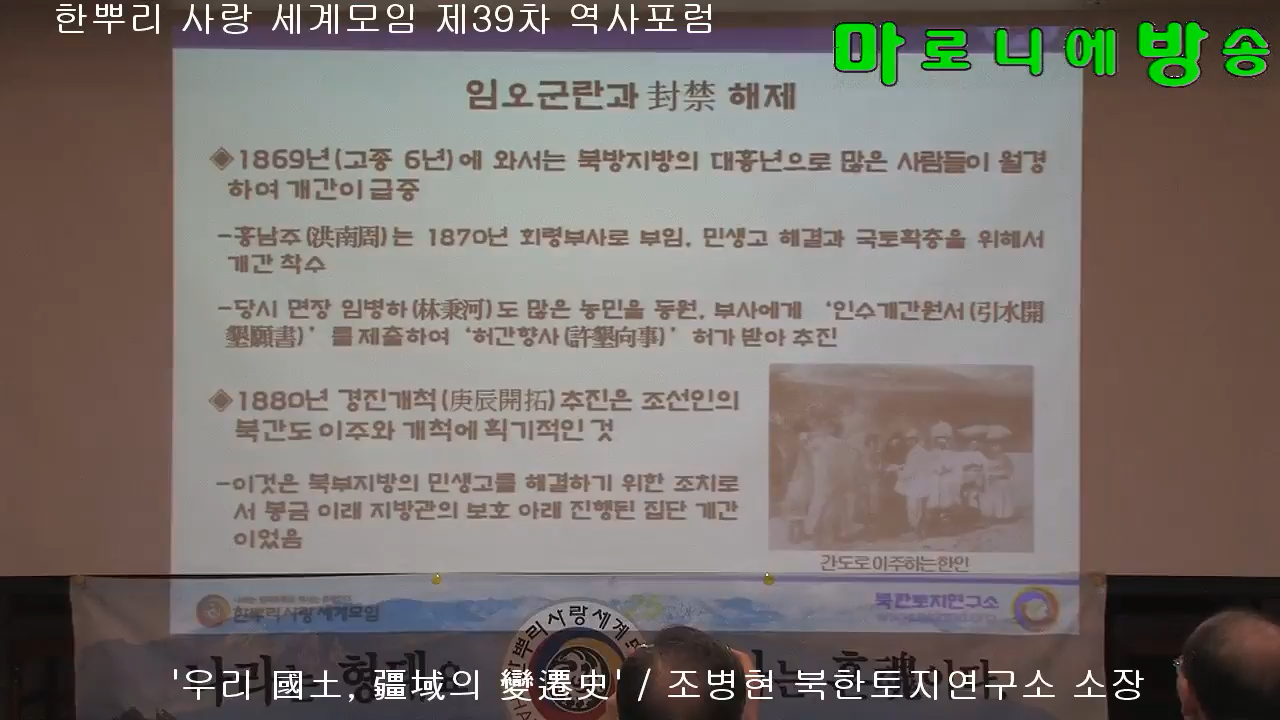 한뿌리 사랑 세계모임 제39차 역사포럼
마로니에방송
임오군란과 封禁 해제
◈1869년(고종 6년)에 와서는 북방지방의 대흉년으로 많은 사람들이 월경
하여 개간이 급증
-홍남주(洪南周)는 1870년 회령부사로 부임, 민생고 해결과 국토확충을 위해서
개간 착수
-당시 면장 임병하(林秉河)도 많은 농민을 동원, 부사에게 ‘인수개간원서(引水開
墾願書)’를 제출하여 ‘허간향사(許墾向事)’ 허가 받아 추진
◈1880년 경진개척(庚辰開拓) 추진은 조선인의
북간도 이주와 개척에 획기적인 것
-이것은 북부지방의 민생고를 해결하기 위한 조치로
서 봉금 이래 지방관의 보호 아래 진행된 집단 개간
이었음
간도로 이주하는 한인
한뿌리사랑 세계모임
북한토지연구소
한뿌리사랑세계모
'우리 國土, 疆域의 變遷史' / 조병현 북한토지연구소 소장